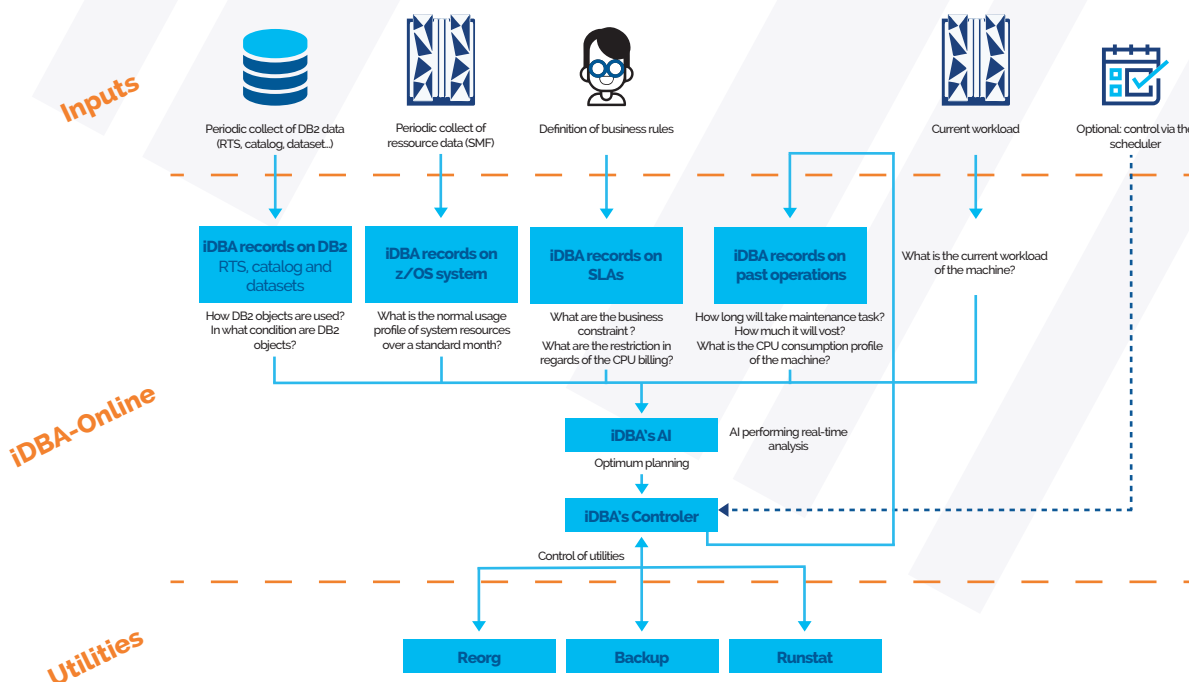 Inputs
Periodic collect of DB2 data
(RTS, catalog, dataset...)
Periodic collect of
ressource data (SMF)
Definition of business rules
Current workload
Optional: control via the
scheduler
iDBA-Online
iDBA records on DB2
RTS, catalog and
datasets
iDBA records on
z/OS system
iDBA records on
SLAs
iDBA records on
past operations
What is the current workload
of the machine?
How DB2 objects are used?
In what condition are DB2
objects?
What is the normal usage
profile of system resources
over a standard month?
What are the business
constraint ?
What are the restriction in
regards of the CPU billing?
How long will take maintenance task?
How much it will vost?
What is the CPU consumption profile
of the machine?
iDBA's AI
AI performing real-time
analysis
Optimum planning
iDBA's Controler
Control of utilities
Utilities
Reorg
Backup
Runstat